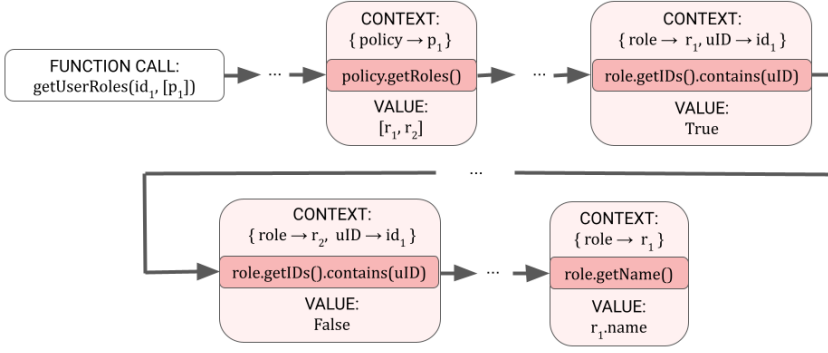 FUNCTION CALL:
getUserRoles(id1, [p1])
...
CONTEXT:
{ policy → p1 }
policy.getRoles()
VALUE:
[r1, r2]
...
CONTEXT:
{ role → r1, uID → id1 }
role.getIDs().contains(uID)
VALUE:
True
...
CONTEXT:
{ role → r2, uID → id1 }
role.getIDs().contains(uID)
VALUE:
False
...
CONTEXT:
{ role → r1 }
role.getName()
VALUE:
r1.name